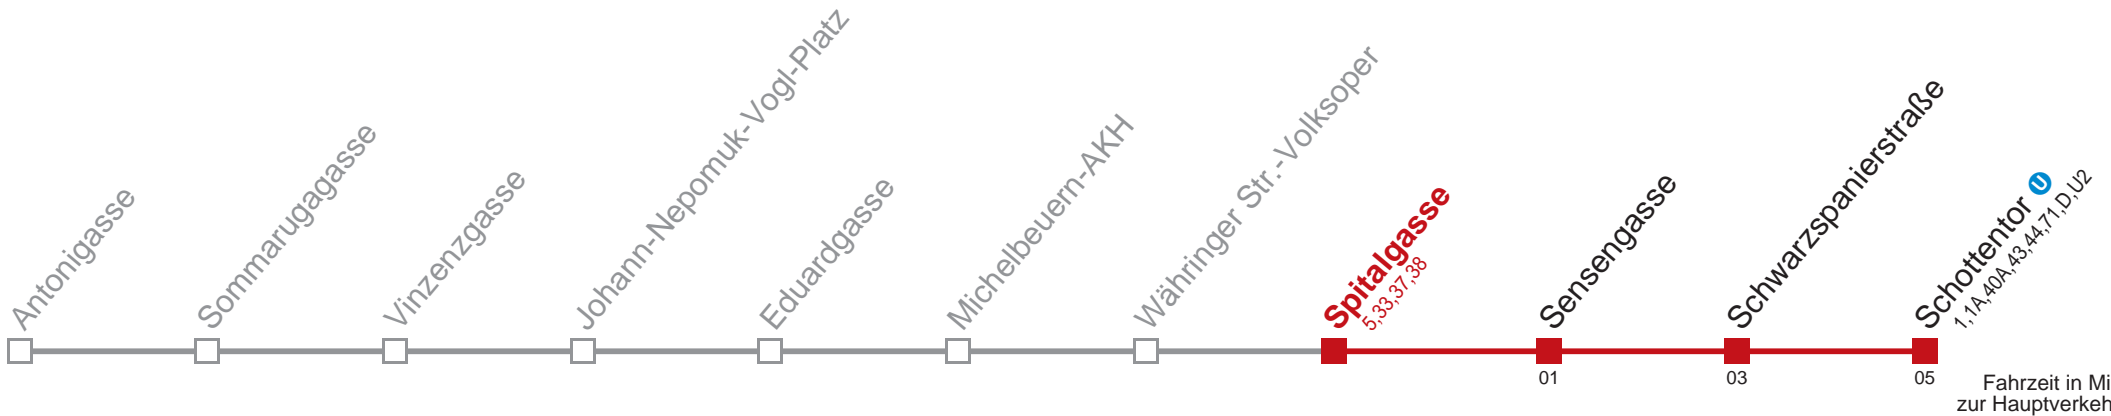 Antonigasse
Sommarugagasse
Vinzenzgasse
Johann-Nepomuk-Vogl-Platz
Eduardgasse
Michelbeuern-AKH
Währinger Str.-Volksoper
Spitalgasse
5,33,37,38
Sensengasse
Schwarzspanierstraße
Schottentor U
1,1A,40A,43,44,71,D,U2
01
03
05
Fahrzeit in Mi
zur Hauptverkeh